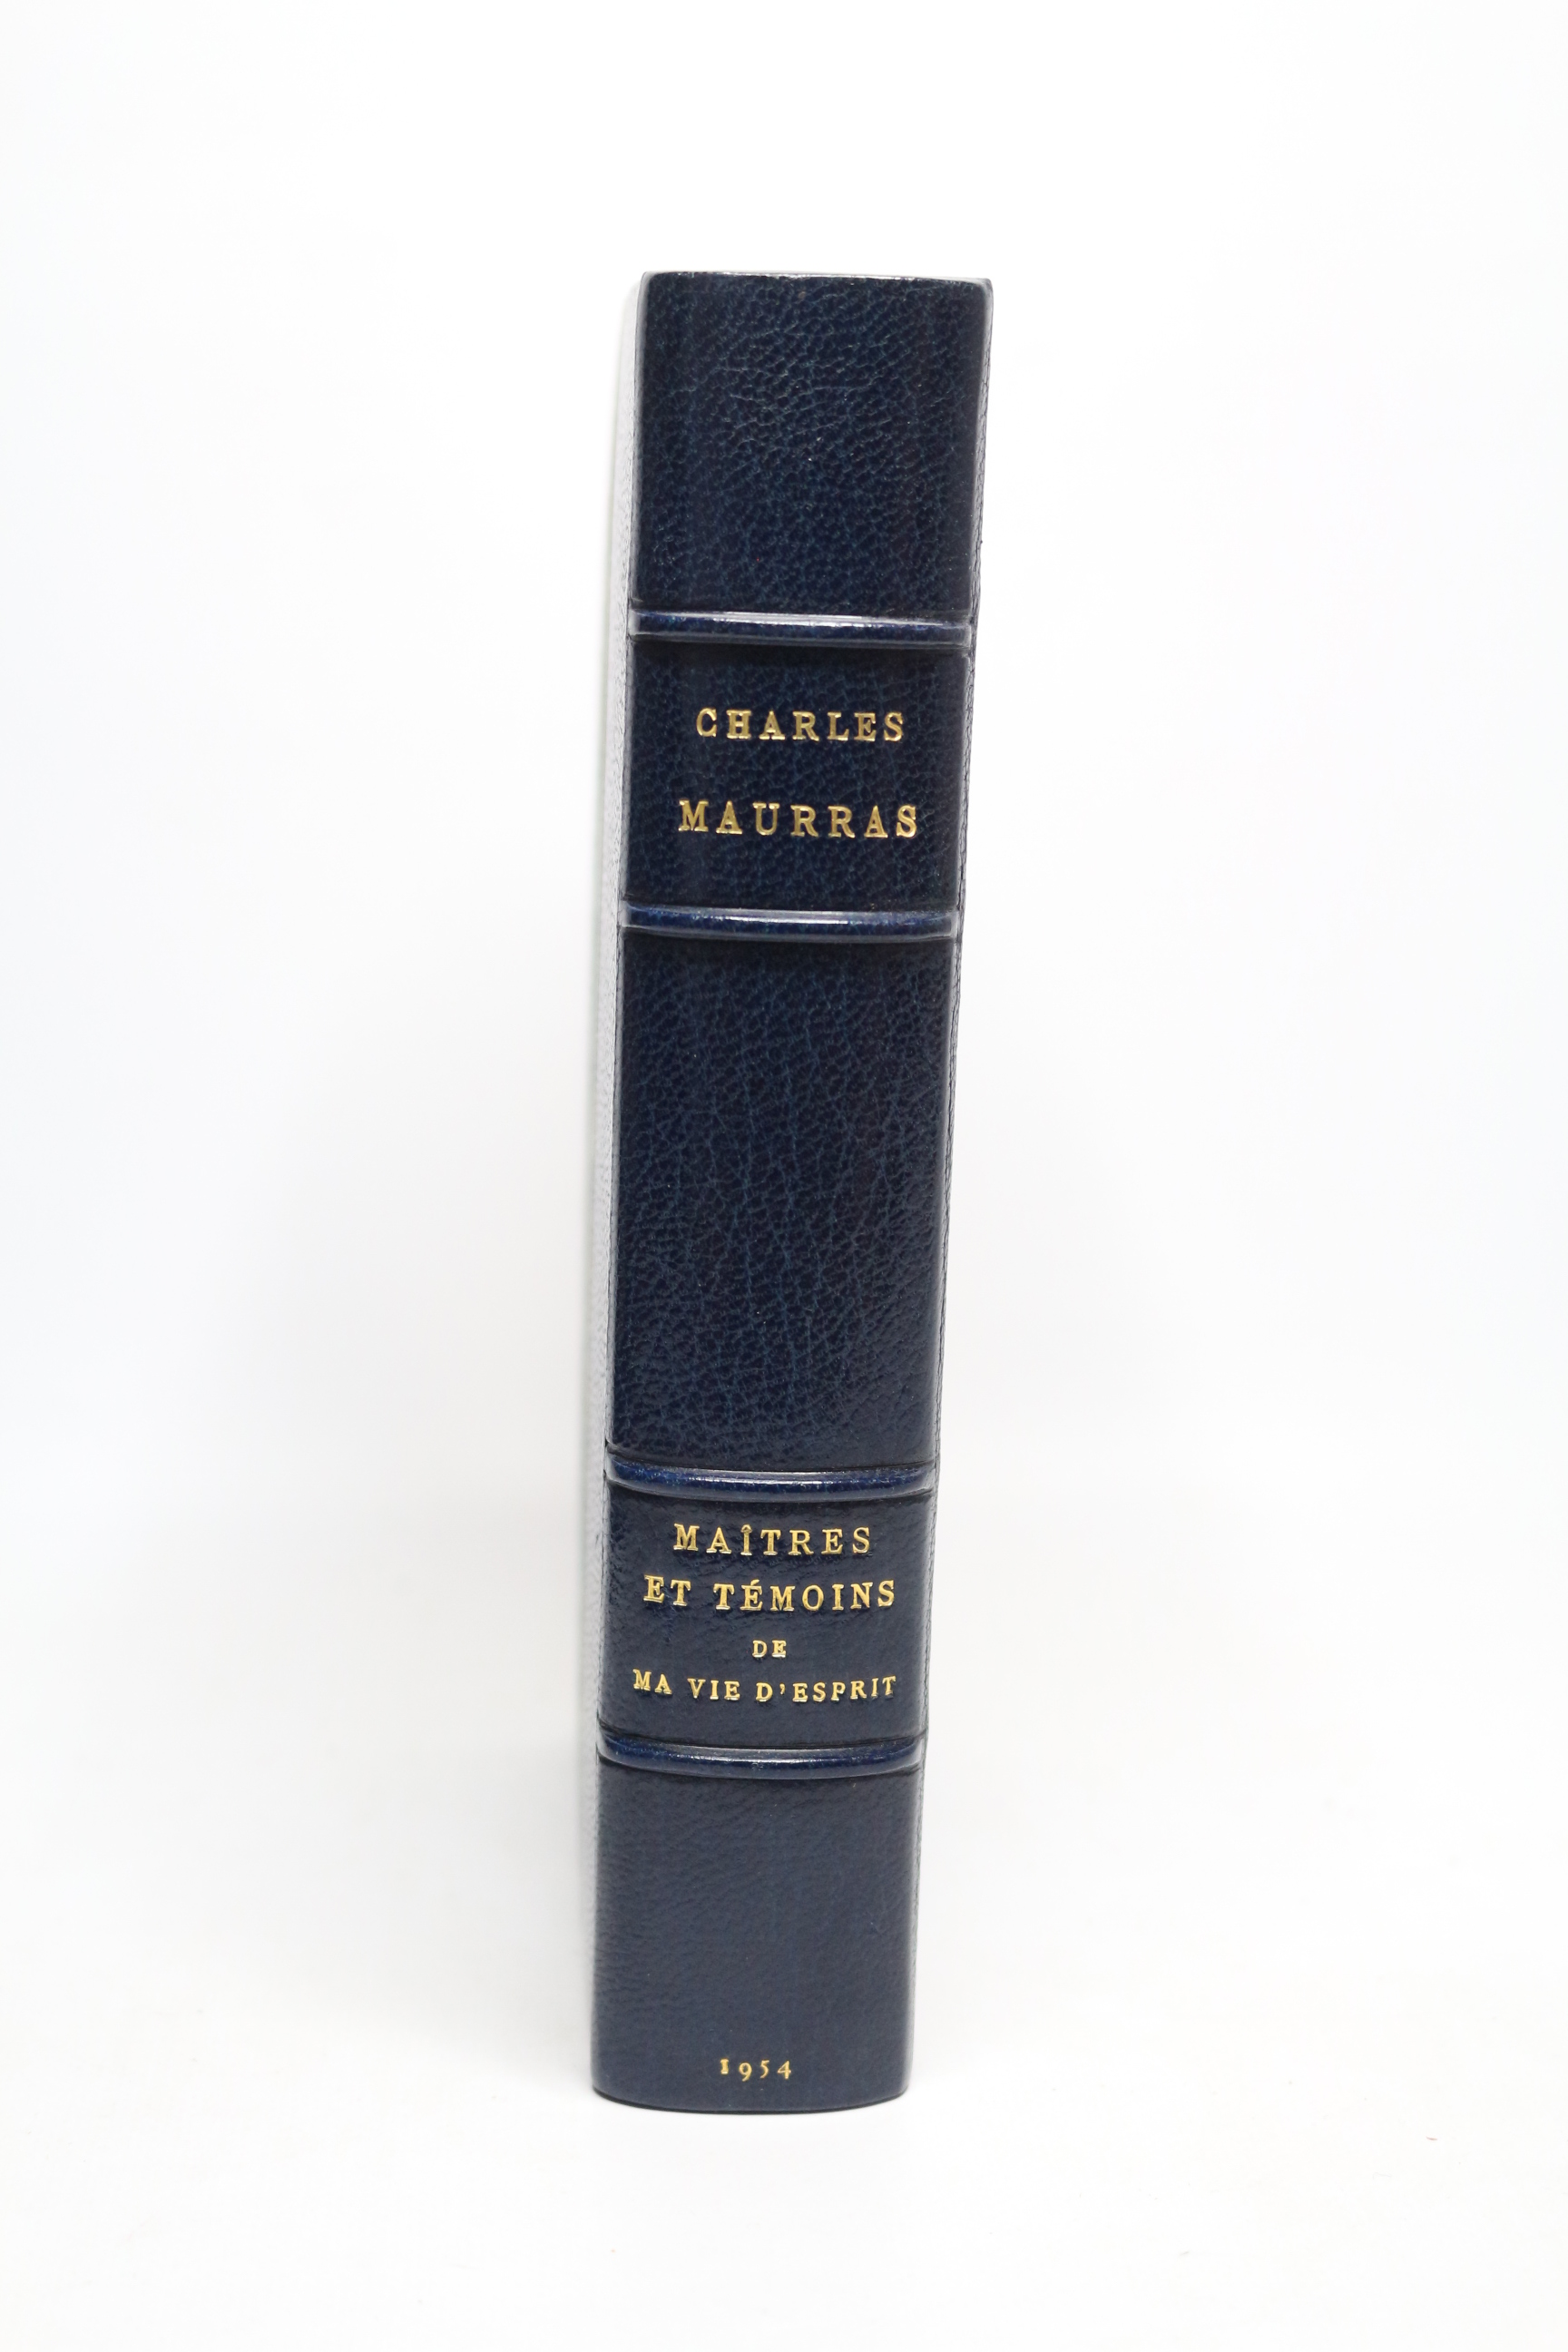 CHARLES
MAURRAS
MAÎTRES
ET TÉMOINS
DE
MA VIE D'ESPRIT
1954